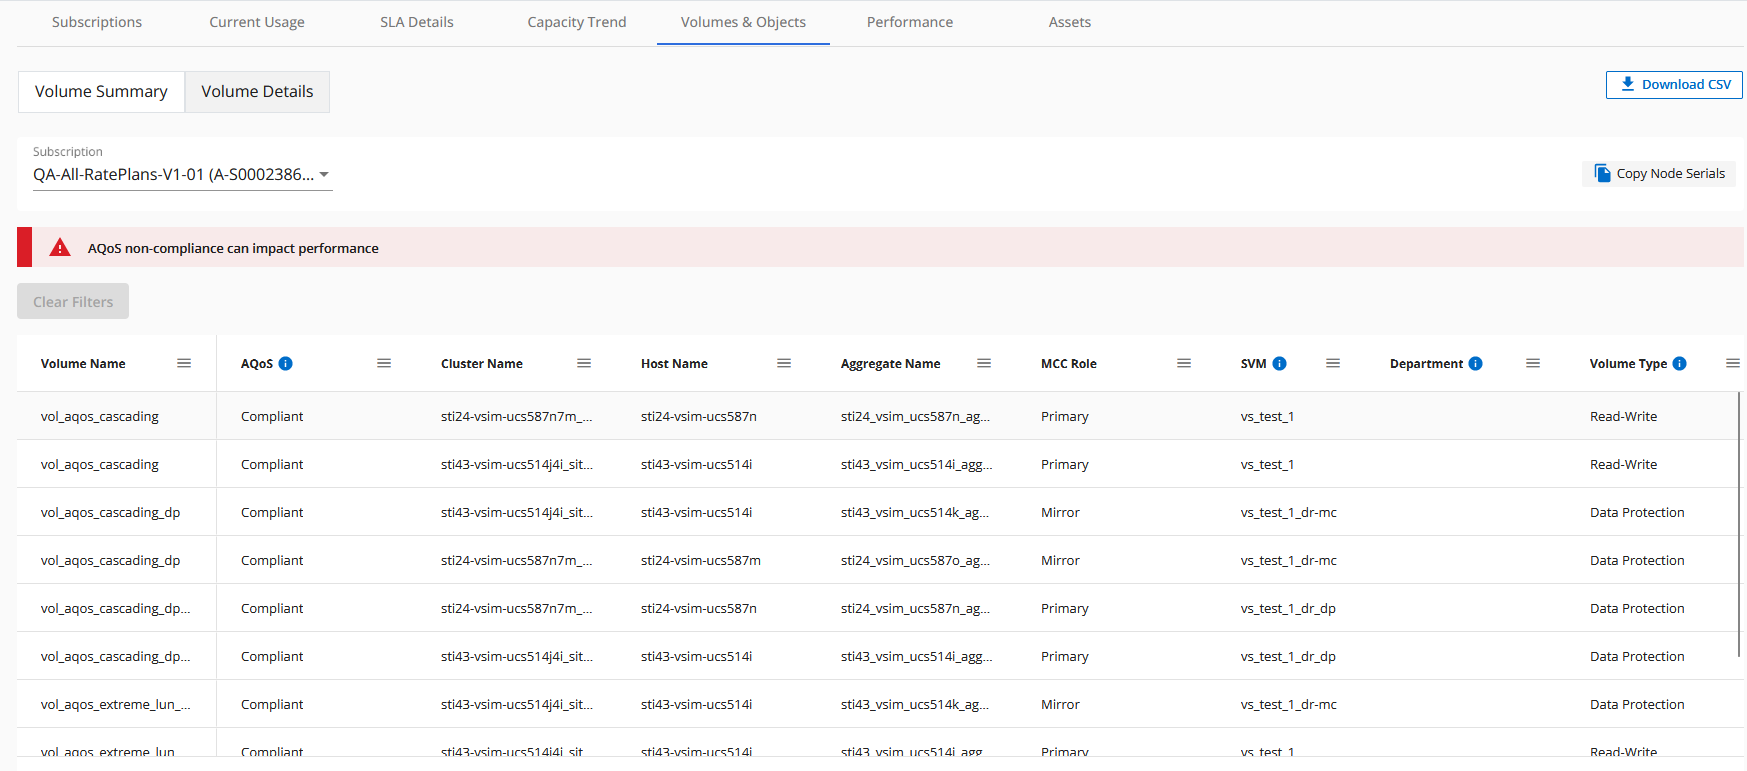 Subscriptions Current Usage SLA Details Capacity Trend Volumes & Objects Performance Assets
Volume Summary Volume Details Download CSV
Subscription
QA-All-RatePlans-V1-01 (A-S0002386... Copy Node Serials
AQoS non-compliance can impact performance
Clear Filters
Volume Name AQoS Cluster Name Host Name Aggregate Name MCC Role SVM Department Volume Type
vol_aqos_cascading Compliant sti24-vsim-ucs587n7m_... sti24-vsim-ucs587n sti24_vsim_ucs587n_ag... Primary vs_test_1 Read-Write
vol_aqos_cascading Compliant sti43-vsim-ucs514j4i_sit... sti43-vsim-ucs514i sti43_vsim_ucs514i_agg... Primary vs_test_1 Read-Write
vol_aqos_cascading_dp Compliant sti43-vsim-ucs514j4i_sit... sti43-vsim-ucs514i sti43_vsim_ucs514k_ag... Mirror vs_test_1_dr-mc Data Protection
vol_aqos_cascading_dp Compliant sti24-vsim-ucs587n7m_... sti24-vsim-ucs587m sti24_vsim_ucs587o_ag... Mirror vs_test_1_dr-mc Data Protection
vol_aqos_cascading_dp... Compliant sti24-vsim-ucs587n7m_... sti24-vsim-ucs587n sti24_vsim_ucs587n_ag... Primary vs_test_1_dr_dp Data Protection
vol_aqos_cascading_dp... Compliant sti43-vsim-ucs514j4i_sit... sti43-vsim-ucs514i sti43_vsim_ucs514i_agg... Primary vs_test_1_dr_dp Data Protection
vol_aqos_extreme_lun_... Compliant sti43-vsim-ucs514j4i_sit... sti43-vsim-ucs514i sti43_vsim_ucs514k_ag... Mirror vs_test_1_dr-mc Data Protection
vol_aqos_extreme_lun Compliant sti43-vsim-ucs514j4i_sit sti43-vsim-ucs514i sti43_vsim_ucs514i_agg Primary vs_test_1 Read-Write